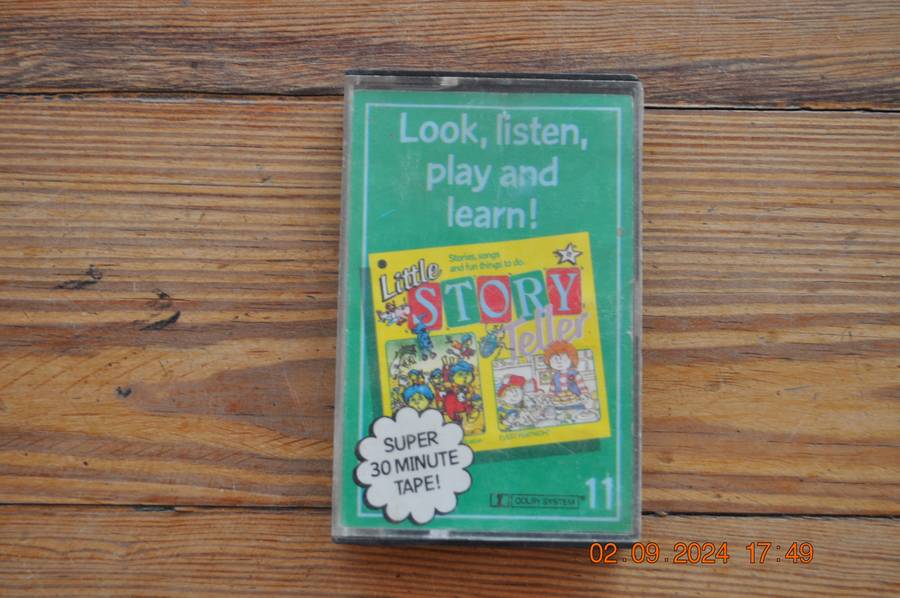 Look, listen,
play and
learn!
Little
Stories, songs
and fun things to do.
STORY
Teller
SUPER
30 MINUTE
TAPE!
DOLBY SYSTEM
11
02.09.2024 17:49